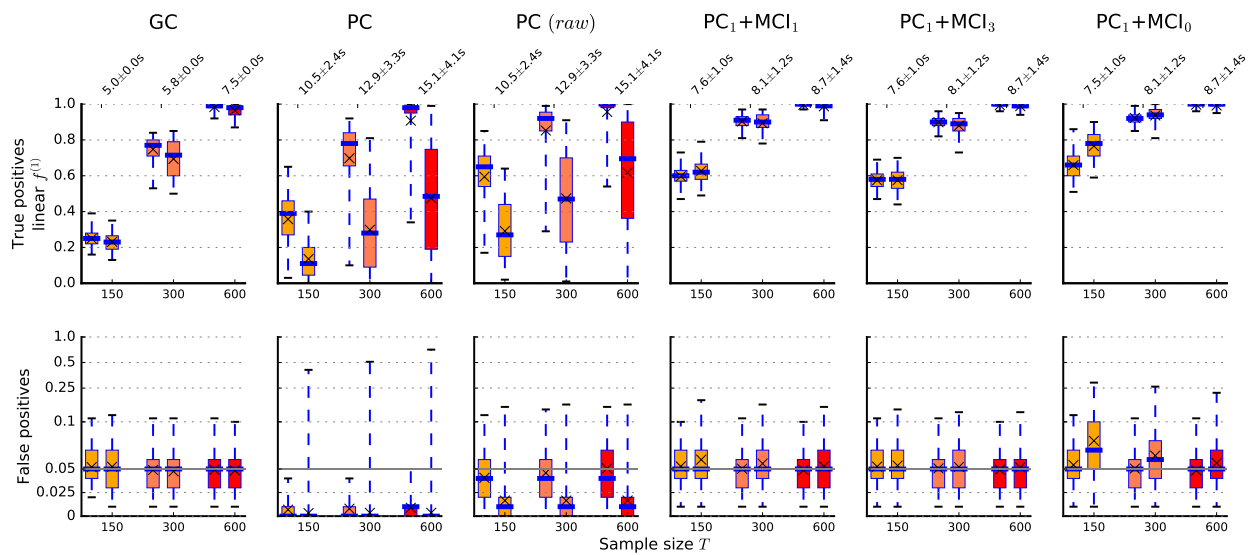 GC PC PC (raw) PC₁+MCI₁ PC₁+MCI₃ PC₁+MCI₀
5.0±0.0s 5.8±0.0s 7.5±0.0s 10.5±2.4s 12.9±3.3s 15.1±4.1s 10.5±2.4s 12.9±3.3s 15.1±4.1s 7.6±1.0s 8.1±1.2s 8.7±1.4s 7.6±1.0s 8.1±1.2s 8.7±1.4s 7.5±1.0s 8.1±1.2s 8.7±1.4s
True positives
linear f⁽¹⁾
1.0
0.8
0.6
0.4
0.2
0.0
150 300 600 150 300 600 150 300 600 150 300 600 150 300 600 150 300 600
False positives
1.0
0.5
0.25
0.1
0.05
0.025
0
150 300 600 150 300 600 150 300 600 150 300 600 150 300 600 150 300 600
Sample size T